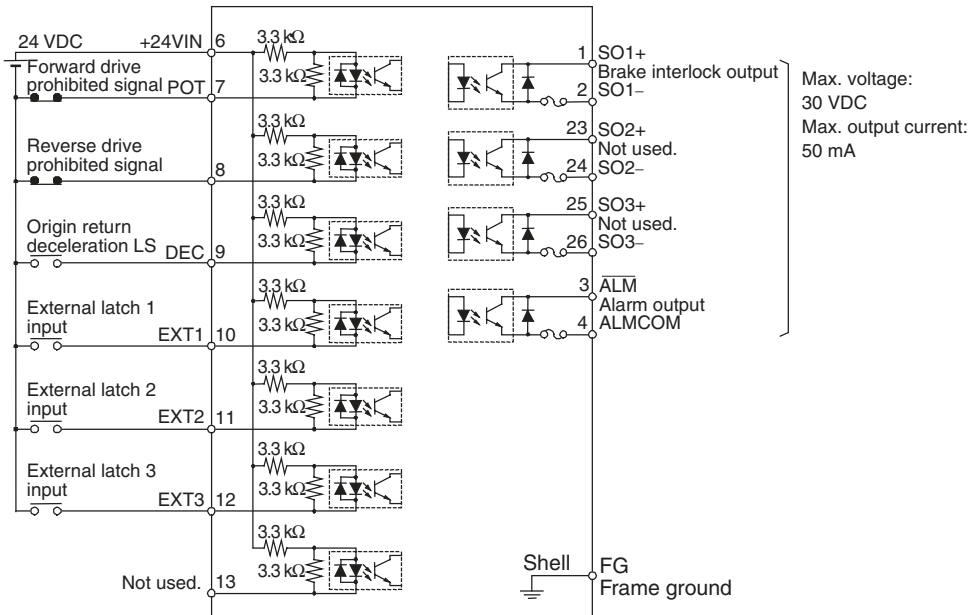 24 VDC
+24VIN 6
3.3 kΩ
3.3 kΩ
Forward drive
prohibited signal
POT 7
3.3 kΩ
3.3 kΩ
Reverse drive
prohibited signal
8
3.3 kΩ
3.3 kΩ
Origin return
deceleration LS
DEC 9
3.3 kΩ
3.3 kΩ
External latch 1
input
EXT1 10
3.3 kΩ
3.3 kΩ
External latch 2
input
EXT2 11
3.3 kΩ
3.3 kΩ
External latch 3
input
EXT3 12
3.3 kΩ
3.3 kΩ
Not used. 13
1 SO1+
Brake interlock output
2 SO1–
23 SO2+
Not used.
24 SO2–
25 SO3+
Not used.
26 SO3–
3 A̅L̅M̅
Alarm output
4 ALMCOM
Max. voltage:
30 VDC
Max. output current:
50 mA
Shell FG
Frame ground